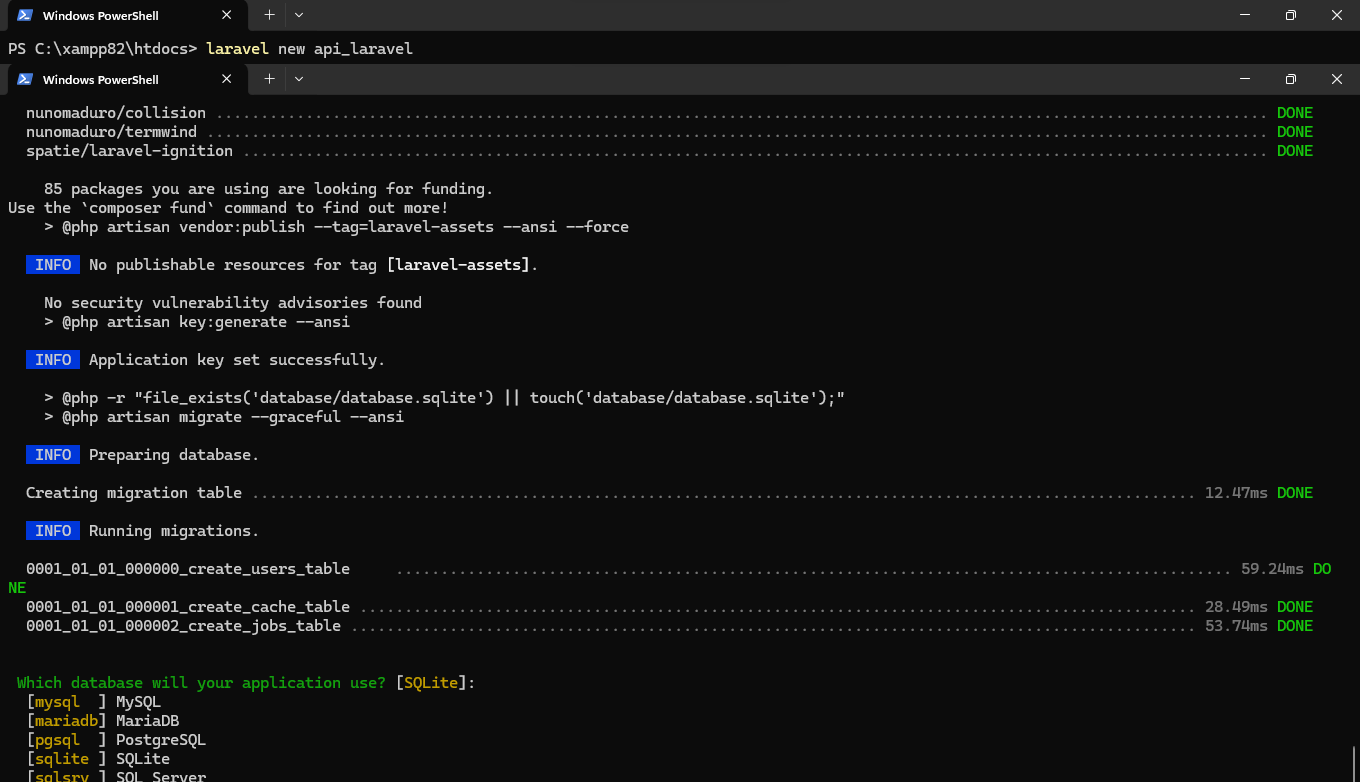 Windows PowerShell
PS C:\xampp82\htdocs> laravel new api_laravel
Windows PowerShell
nunomaduro/collision ..................................................................................................................... DONE
nunomaduro/termwind ...................................................................................................................... DONE
spatie/laravel-ignition .................................................................................................................. DONE
85 packages you are using are looking for funding.
Use the `composer fund` command to find out more!
> @php artisan vendor:publish --tag=laravel-assets --ansi --force
INFO No publishable resources for tag [laravel-assets].
No security vulnerability advisories found
> @php artisan key:generate --ansi
INFO Application key set successfully.
> @php -r "file_exists('database/database.sqlite') || touch('database/database.sqlite');"
> @php artisan migrate --graceful --ansi
INFO Preparing database.
Creating migration table ......................................................................................................... 12.47ms DONE
INFO Running migrations.
0001_01_01_000000_create_users_table ............................................................................................. 59.24ms DO
NE
0001_01_01_000001_create_cache_table ............................................................................................. 28.49ms DONE
0001_01_01_000002_create_jobs_table .............................................................................................. 53.74ms DONE
Which database will your application use? [SQLite]:
[mysql  ] MySQL
[mariadb] MariaDB
[pgsql  ] PostgreSQL
[sqlite ] SQLite
[sqlsrv ] SQL Server